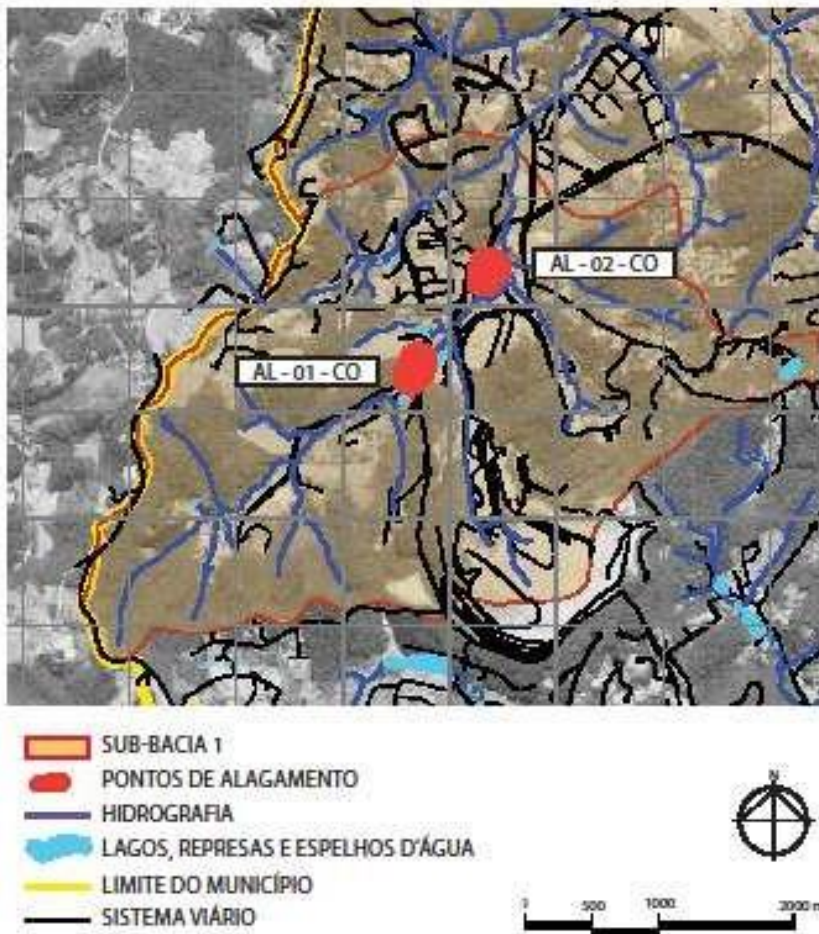 AL - 02 - CO
AL - 01 - CO
SUB-BACIA 1
PONTOS DE ALAGAMENTO
HIDROGRAFIA
LAGOS, REPRESAS E ESPELHOS D'ÁGUA
LIMITE DO MUNICÍPIO
SISTEMA VIÁRIO
N
0 500 1000 2000 m